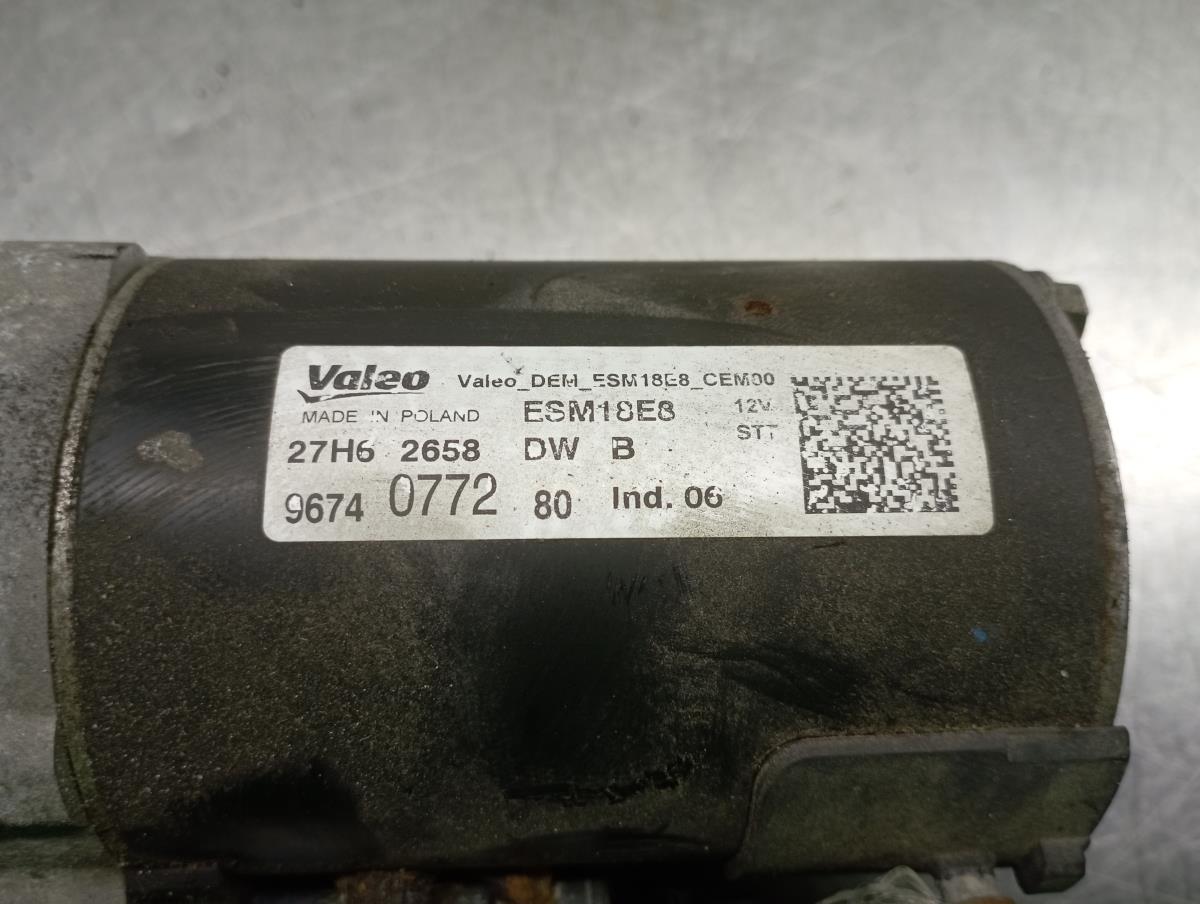 Valeo Valeo_DEM_ESM18E8_CEM00
MADE IN POLAND ESM18E8 12V
STT
27H6 2658 DW B
9674 0772 80 Ind. 06